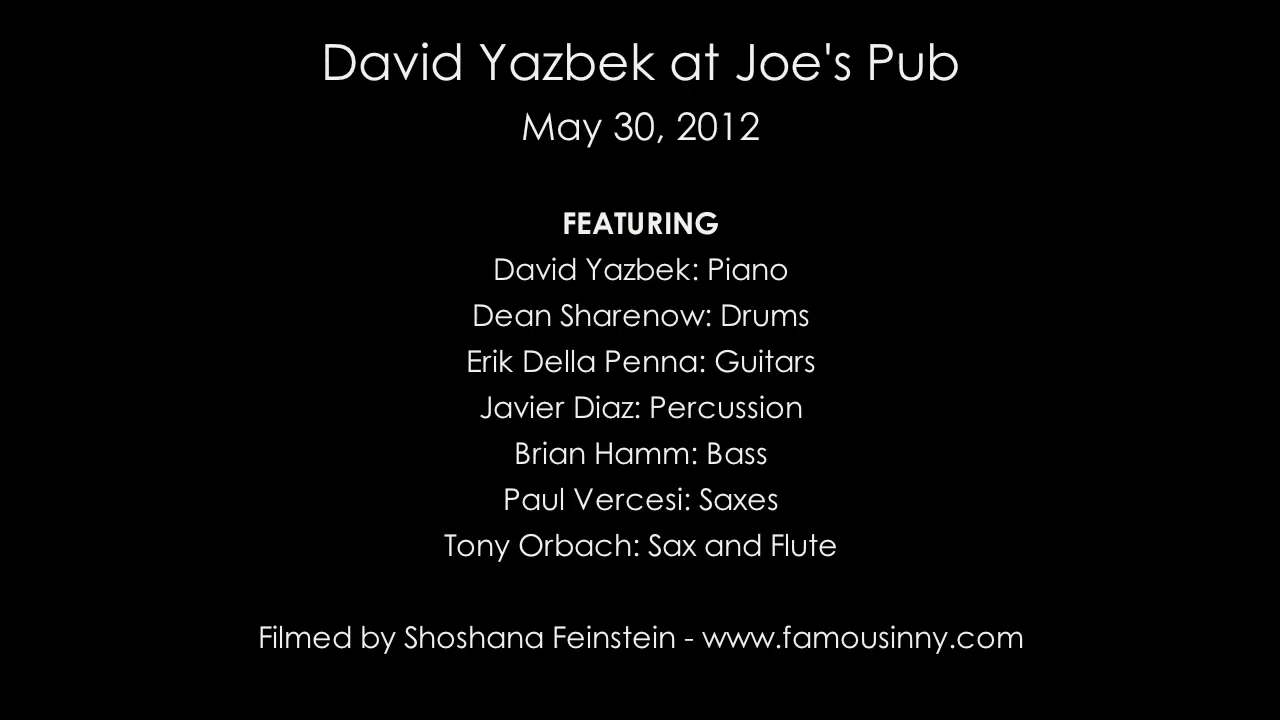 David Yazbek at Joe's Pub
May 30, 2012
FEATURING
David Yazbek: Piano
Dean Sharenow: Drums
Erik Della Penna: Guitars
Javier Diaz: Percussion
Brian Hamm: Bass
Paul Vercesi: Saxes
Tony Orbach: Sax and Flute
Filmed by Shoshana Feinstein - www.famousinny.com